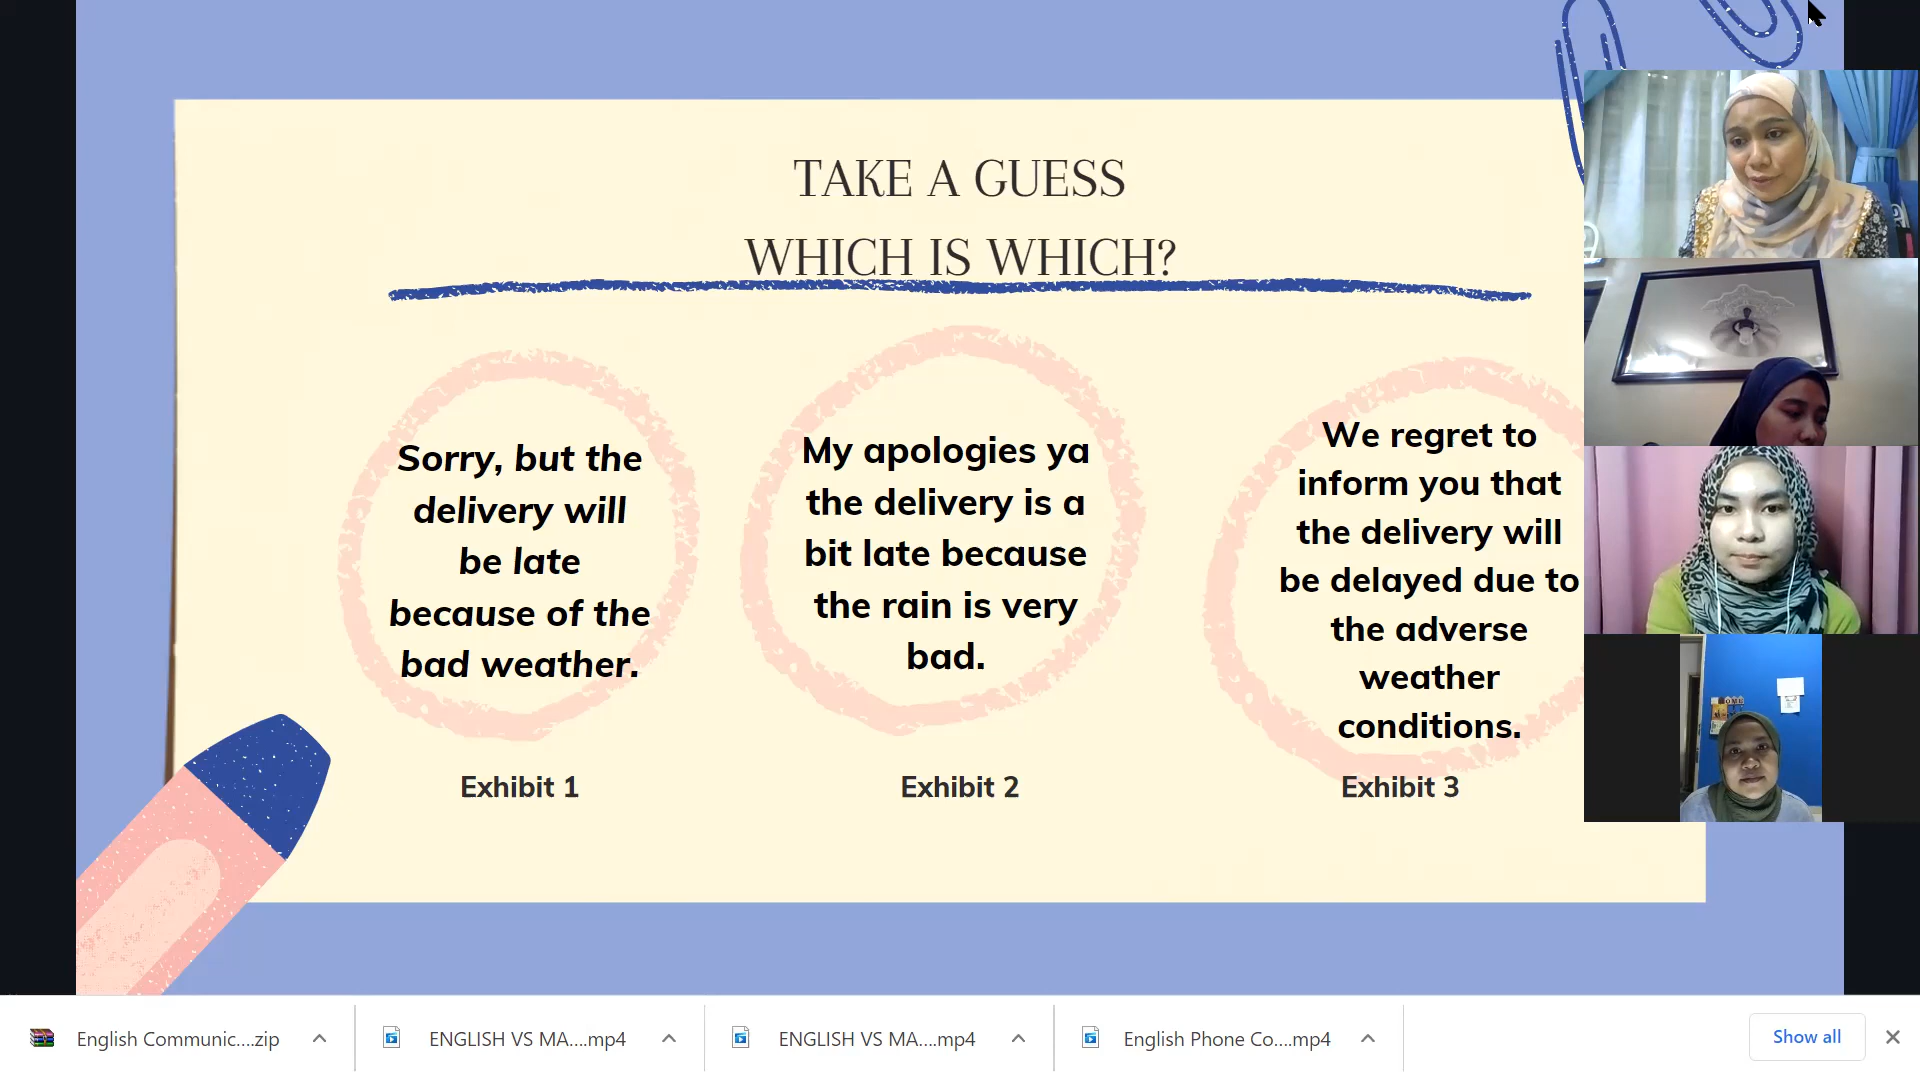 TAKE A GUESS
WHICH IS WHICH?
Sorry, but the
delivery will
be late
because of the
bad weather.
Exhibit 1
My apologies ya
the delivery is a
bit late because
the rain is very
bad.
Exhibit 2
We regret to
inform you that
the delivery will
be delayed due to
the adverse
weather
conditions.
Exhibit 3
English Communic....zip
ENGLISH VS MA....mp4
ENGLISH VS MA....mp4
English Phone Co....mp4
Show all